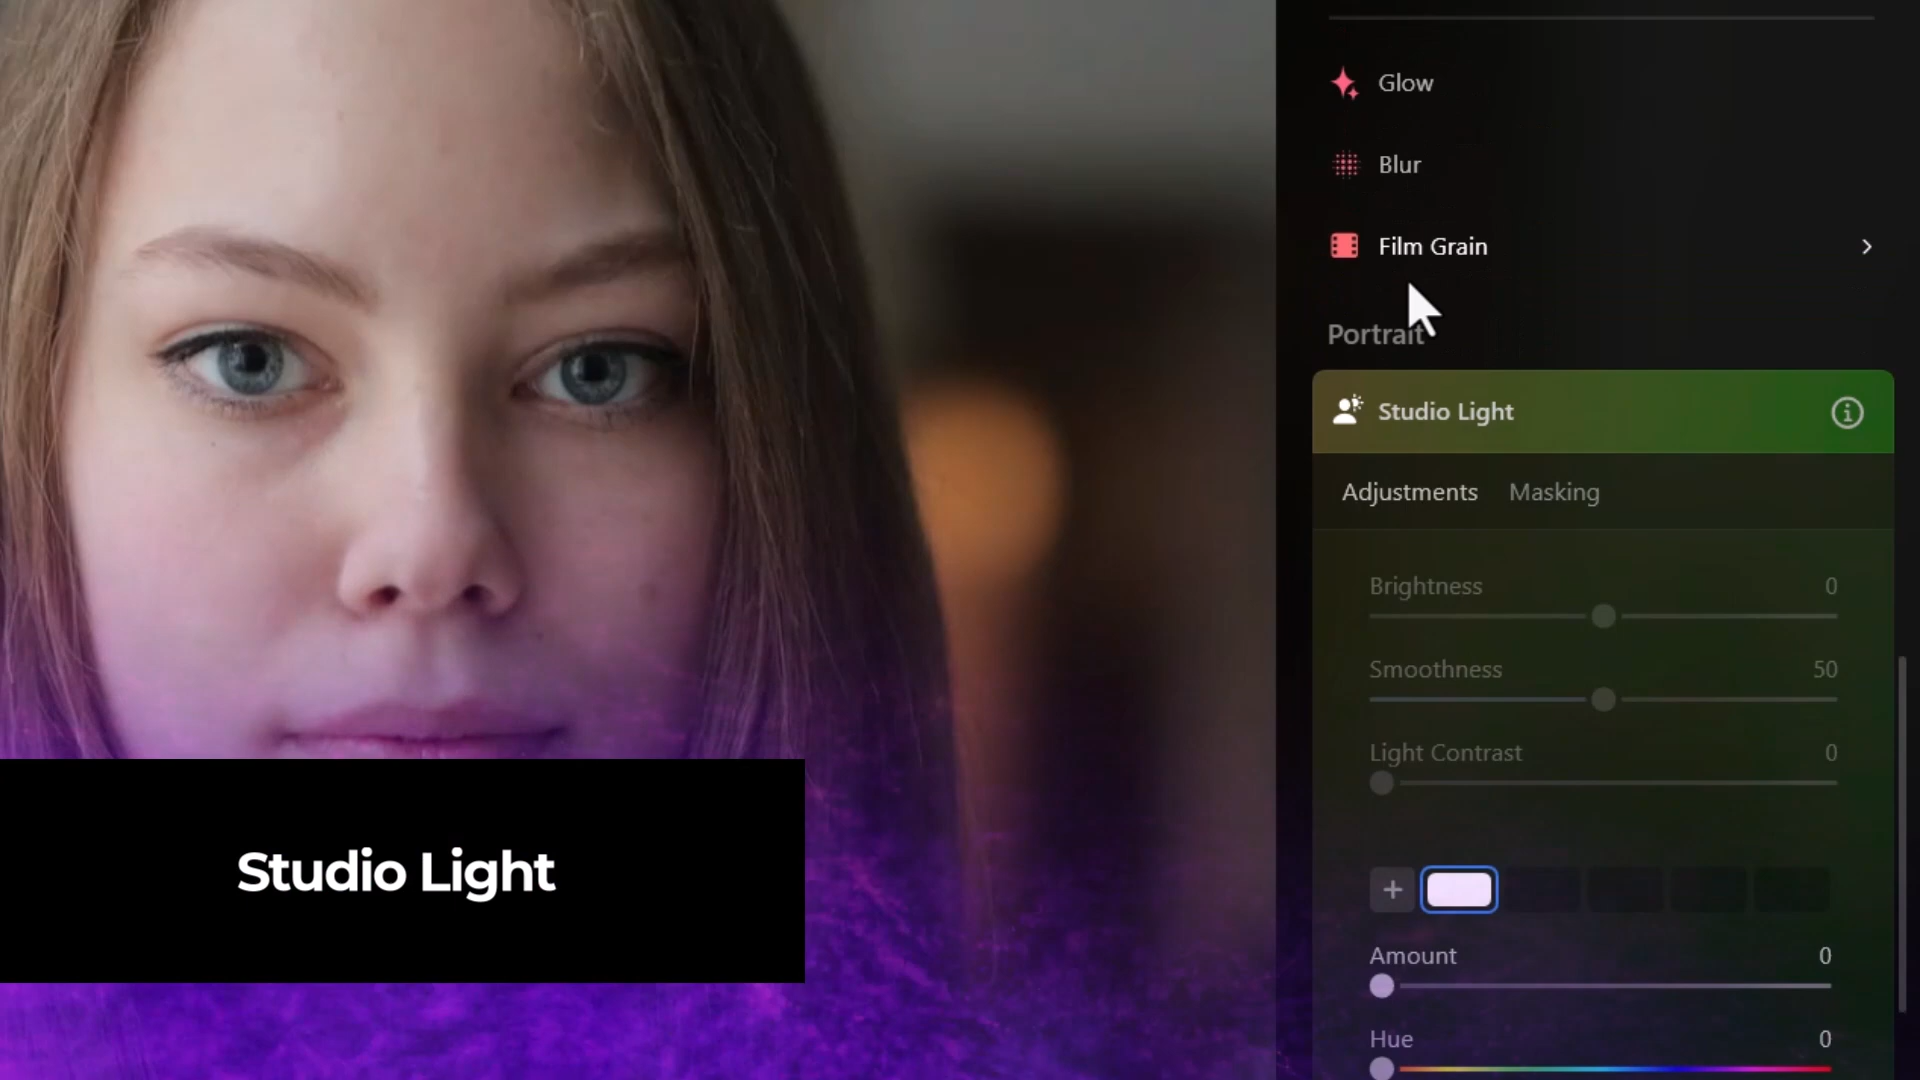 Glow
Blur
Film Grain
Portrait
Studio Light
Adjustments Masking
Brightness 0
Smoothness 50
Light Contrast 0
Amount 0
Hue 0
Studio Light